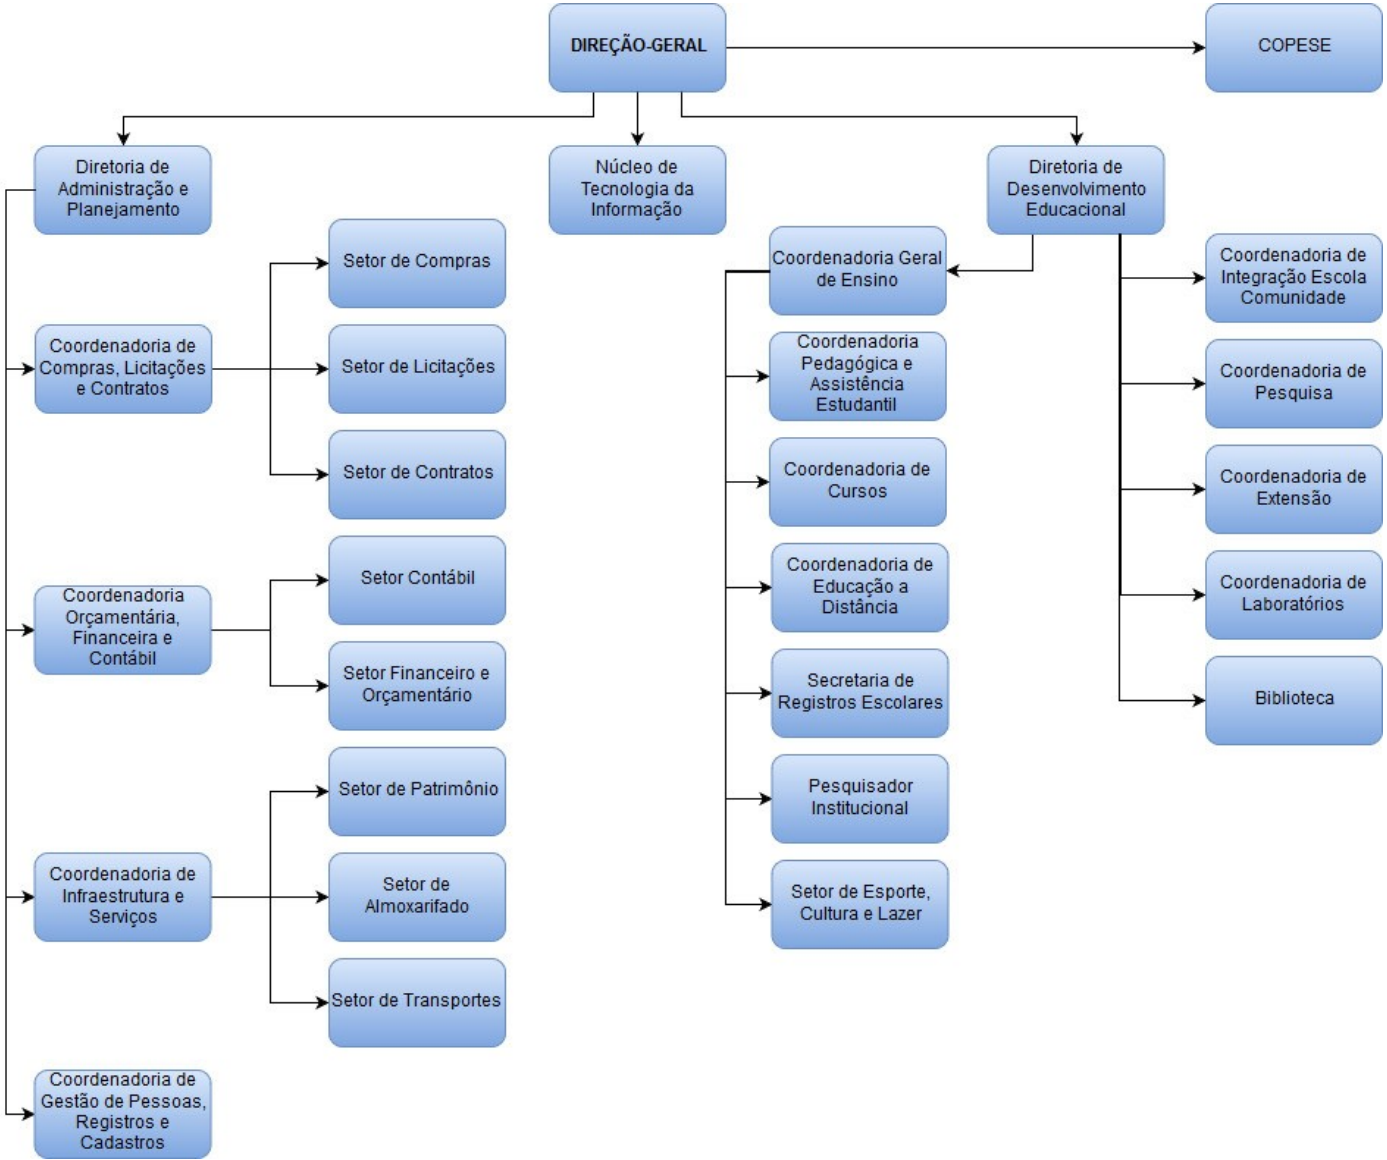 DIREÇÃO-GERAL
COPESE
Diretoria de
Administração e
Planejamento
Núcleo de
Tecnologia da
Informação
Diretoria de
Desenvolvimento
Educacional
Coordenadoria de
Compras, Licitações
e Contratos
Setor de Compras
Setor de Licitações
Setor de Contratos
Coordenadoria
Orçamentária,
Financeira e
Contábil
Setor Contábil
Setor Financeiro e
Orçamentário
Coordenadoria de
Infraestrutura e
Serviços
Setor de Patrimônio
Setor de
Almoxarifado
Setor de Transportes
Coordenadoria de
Gestão de Pessoas,
Registros e
Cadastros
Coordenadoria Geral
de Ensino
Coordenadoria
Pedagógica e
Assistência
Estudantil
Coordenadoria de
Cursos
Coordenadoria de
Educação a
Distância
Secretaria de
Registros Escolares
Pesquisador
Institucional
Setor de Esporte,
Cultura e Lazer
Coordenadoria de
Integração Escola
Comunidade
Coordenadoria de
Pesquisa
Coordenadoria de
Extensão
Coordenadoria de
Laboratórios
Biblioteca